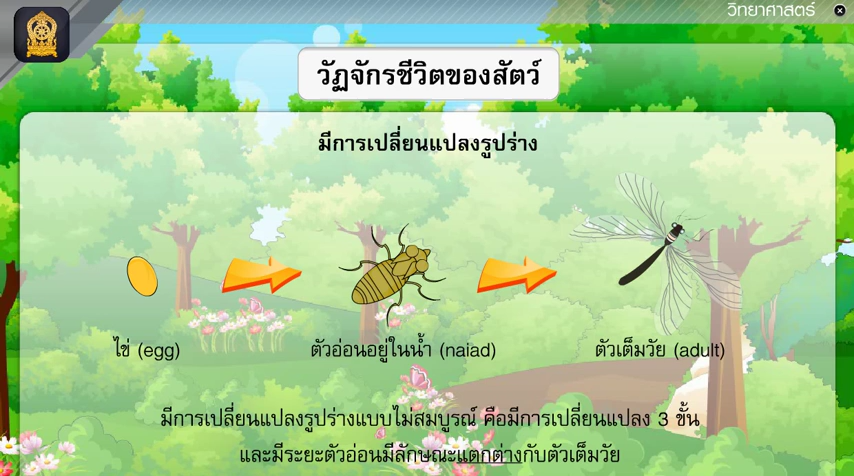 วิทยาศาสตร์
วัฏจักรชีวิตของสัตว์
มีการเปลี่ยนแปลงรูปร่าง
ไข่ (egg)
ตัวอ่อนอยู่ในน้ำ (naiad)
ตัวเต็มวัย (adult)
มีการเปลี่ยนแปลงรูปร่างแบบไม่สมบูรณ์ คือมีการเปลี่ยนแปลง 3 ขั้น
และมีระยะตัวอ่อนมีลักษณะแตกต่างกับตัวเต็มวัย